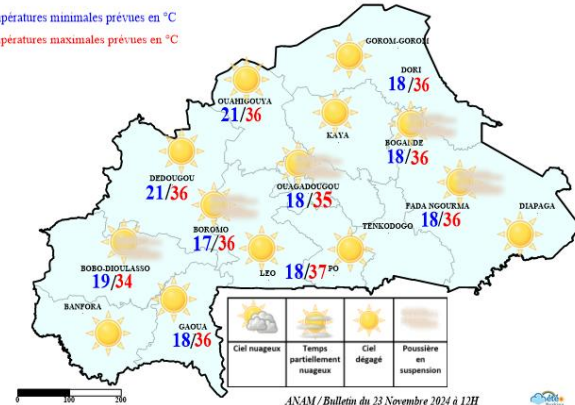 pératures minimales prévues en °C
pératures maximales prévues en °C
GOROM-GOROM
DORI
18/36
OUAHIGOUYA
21/36
KAYA
BOGANDE
18/36
DEDOUGOU
21/36
OUAGADOUGOU
18/35
FADA NGOURMA
18/36
DIAPAGA
BOROMO
17/36
TENKODOGO
BOBO-DIOULASSO
19/34
LEO
18/37 PO
BANFORA
GAOUA
18/36
Ciel nuageux
Temps partiellement nuageux
Ciel dégagé
Poussière en suspension
0 100 200
ANAM / Bulletin du 23 Novembre 2024 à 12H